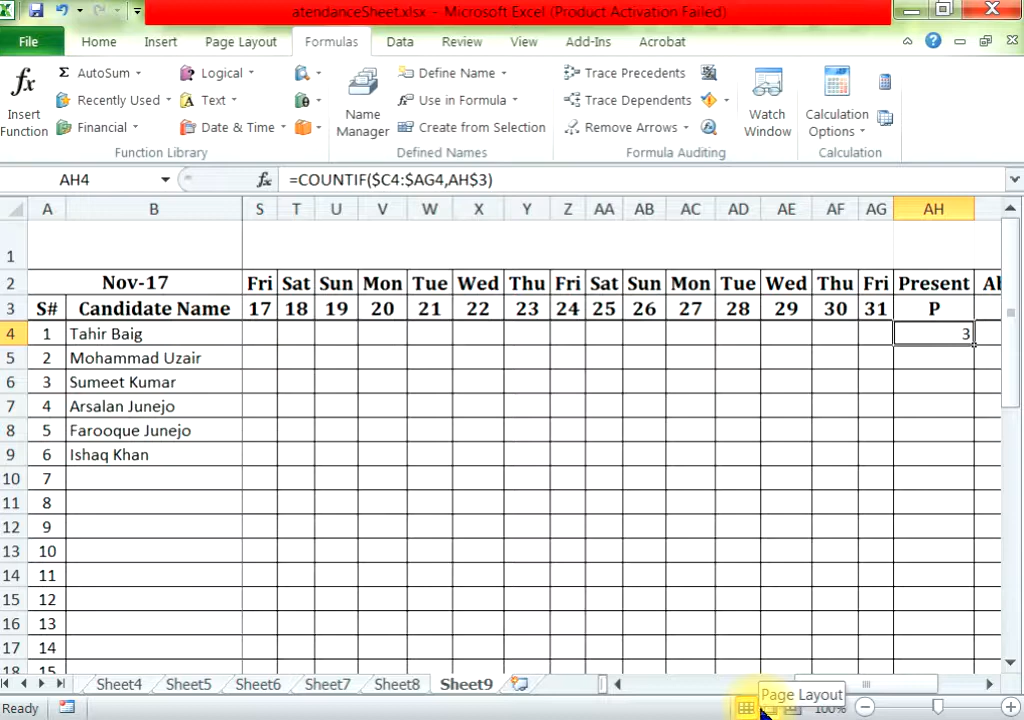 atendanceSheet.xlsx - Microsoft Excel (Product Activation Failed)
File Home Insert Page Layout Formulas Data Review View Add-Ins Acrobat
fx Insert Function
Σ AutoSum
Recently Used
Financial
Logical
Text
Date & Time
Function Library
Name Manager
Define Name
Use in Formula
Create from Selection
Defined Names
Trace Precedents
Trace Dependents
Remove Arrows
Formula Auditing
Watch Window
Calculation Options
Calculation
AH4 fx =COUNTIF($C4:$AG4,AH$3)
A B S T U V W X Y Z AA AB AC AD AE AF AG AH
1
2 Nov-17 Fri Sat Sun Mon Tue Wed Thu Fri Sat Sun Mon Tue Wed Thu Fri Present Al
3 S# Candidate Name 17 18 19 20 21 22 23 24 25 26 27 28 29 30 31 P
4 1 Tahir Baig 3
5 2 Mohammad Uzair
6 3 Sumeet Kumar
7 4 Arsalan Junejo
8 5 Farooque Junejo
9 6 Ishaq Khan
10 7
11 8
12 9
13 10
14 11
15 12
16 13
17 14
18 15
Sheet4 Sheet5 Sheet6 Sheet7 Sheet8 Sheet9
Page Layout
Ready 100%